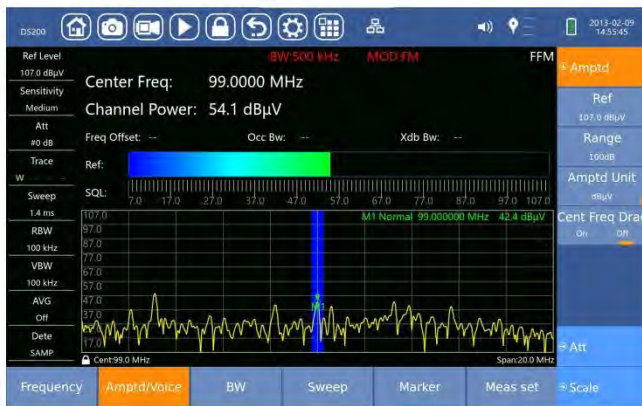 DS200
2013-02-09
14:55:45
Ref Level
107.0 dBµV
Sensitivity
Medium
Att
#0 dB
Trace
W
Sweep
1.4 ms
RBW
100 kHz
VBW
100 kHz
AVG
Off
Dete
SAMP
BW:500 kHz MOD:FM FFM
Center Freq: 99.0000 MHz
Channel Power: 54.1 dBµV
Freq Offset: -- Occ Bw: -- Xdb Bw: --
Ref:
SQL:
7.0 17.0 27.0 37.0 47.0 57.0 67.0 77.0 87.0 97.0 107.0
107.0 M1 Normal 99.000000 MHz 42.4 dBµV
97.0
87.0
77.0
67.0
57.0
47.0
37.0
17.0
Cent:99.0 MHz Span:20.0 MHz
Amptd
Ref
107.0 dBµV
Range
100dB
Amptd Unit
dBµV
Cent Freq Drag
On Off
Att
Scale
Frequency Amptd/Voice BW Sweep Marker Meas set